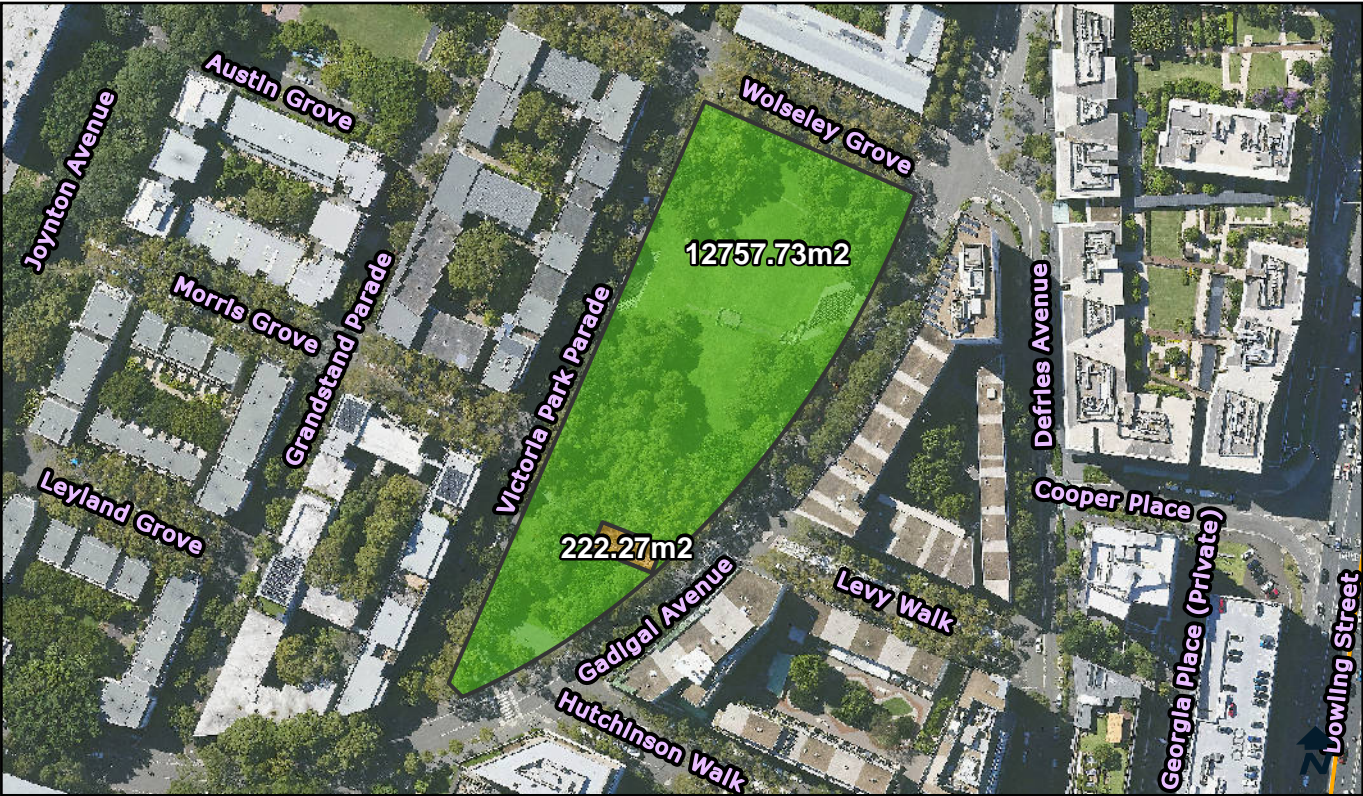 Austin Grove
Wolseley Grove
Joynton Avenue
12757.73m2
Morris Grove
Grandstand Parade
Victoria Park Parade
Defries Avenue
Leyland Grove
Cooper Place
222.27m2
Georgia Place (Private)
Gadigal Avenue
Levy Walk
Dowling Street
Hutchinson Walk
N